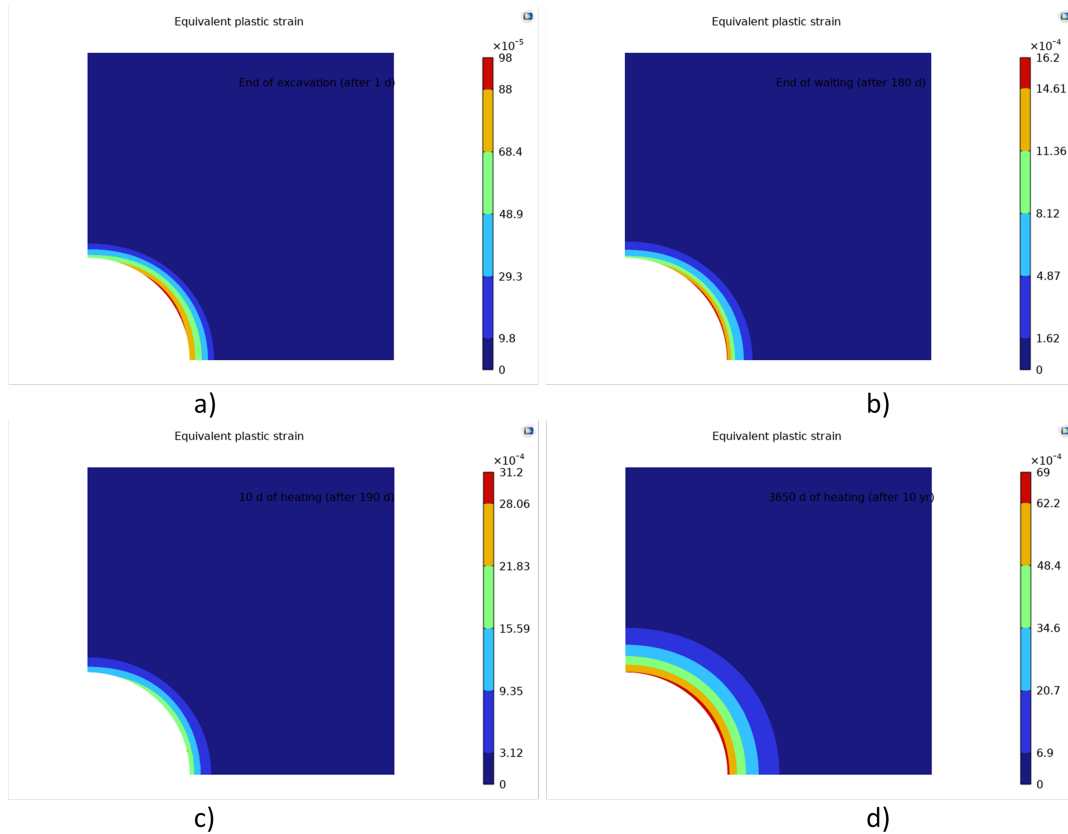 Equivalent plastic strain
×10⁻⁵
98
End of excavation (after 1 d)
88
68.4
48.9
29.3
9.8
0
a)
Equivalent plastic strain
×10⁻⁴
16.2
End of waiting (after 180 d)
14.61
11.36
8.12
4.87
1.62
0
b)
Equivalent plastic strain
×10⁻⁴
31.2
10 d of heating (after 190 d)
28.06
21.83
15.59
9.35
3.12
0
c)
Equivalent plastic strain
×10⁻⁴
69
3650 d of heating (after 10 yr)
62.2
48.4
34.6
20.7
6.9
0
d)